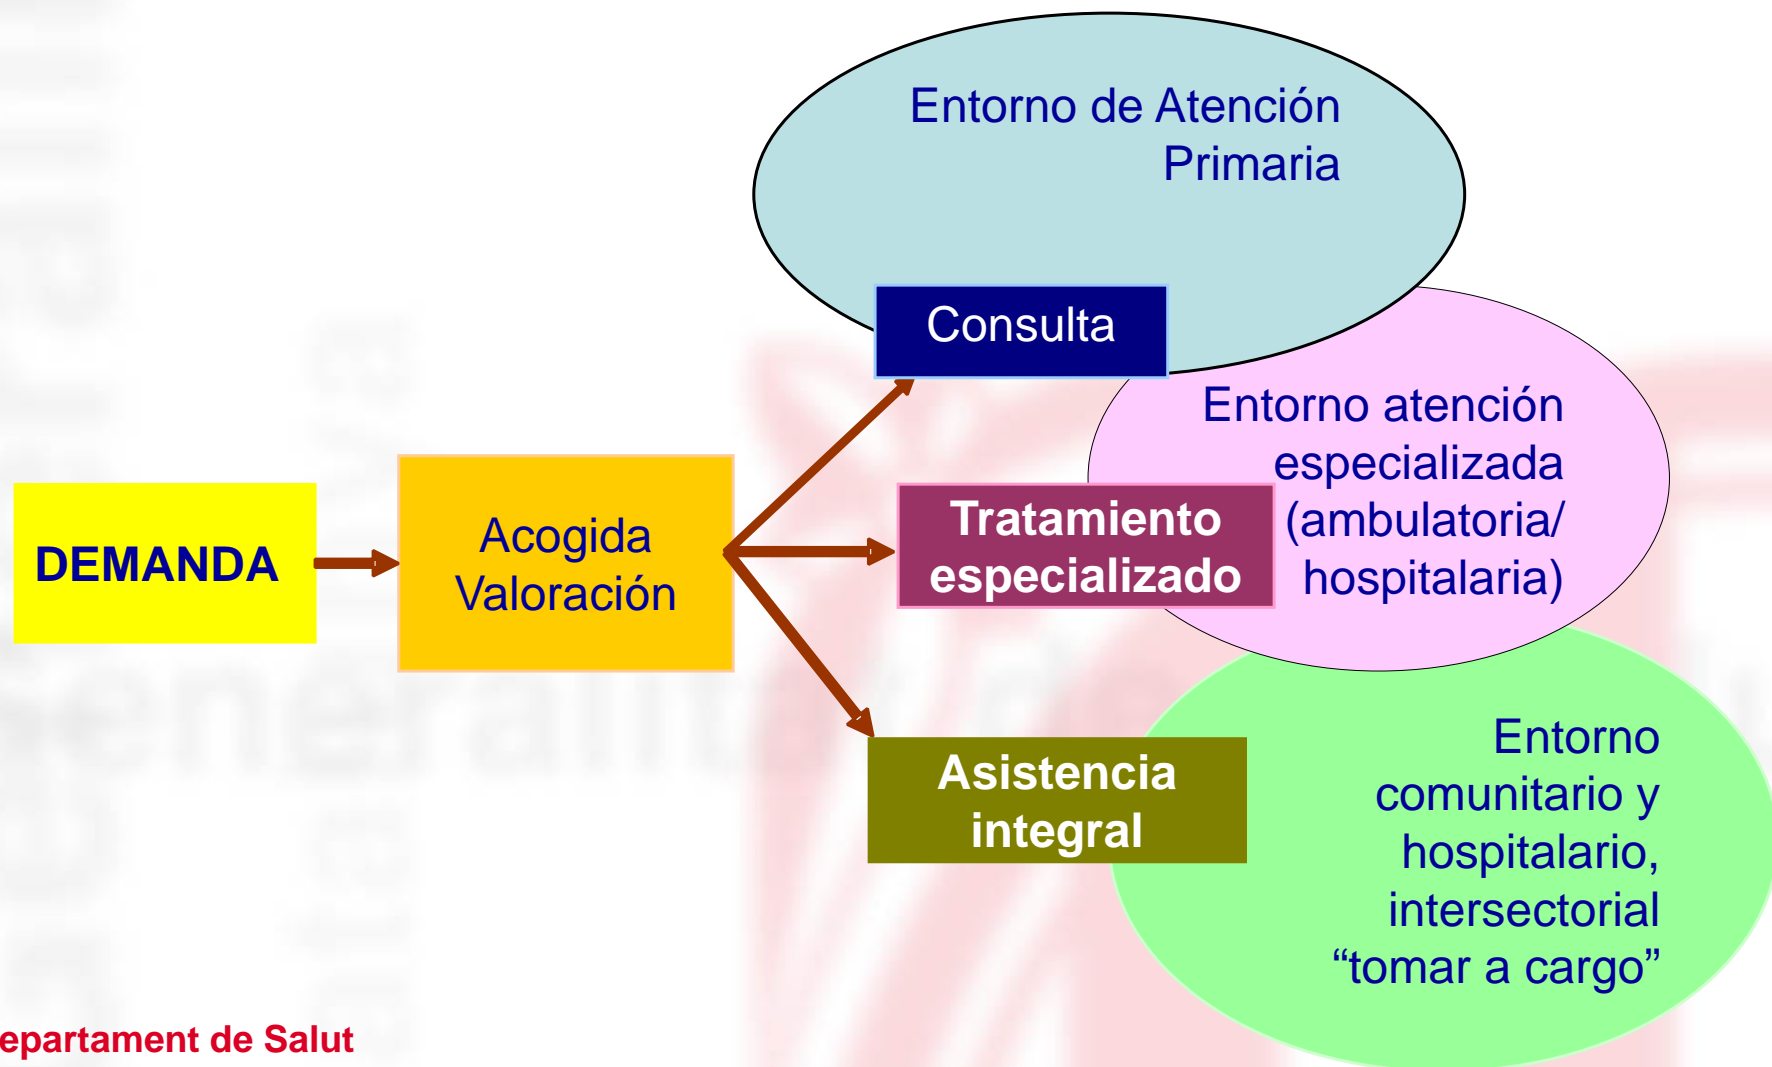 Entorno de Atención
Primaria
Consulta
Entorno atención
especializada
(ambulatoria/
hospitalaria)
Tratamiento
especializado
DEMANDA
Acogida
Valoración
Asistencia
integral
Entorno
comunitario y
hospitalario,
intersectorial
“tomar a cargo”
epartament de Salut